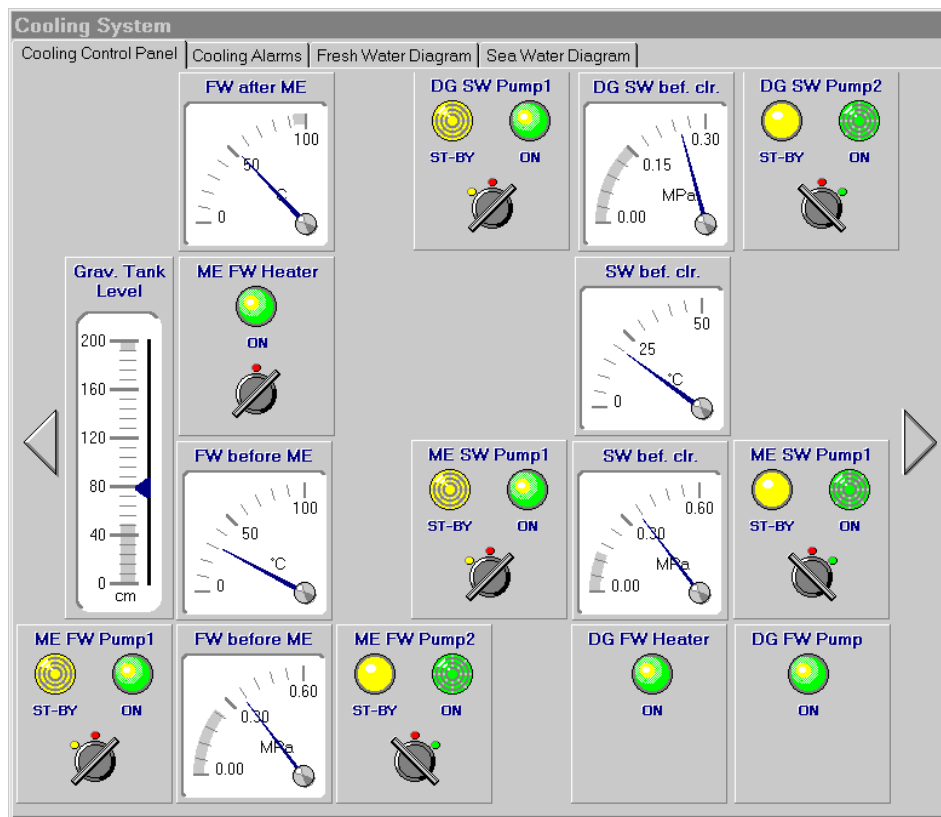 Cooling System
Cooling Control Panel Cooling Alarms Fresh Water Diagram Sea Water Diagram
FW after ME
100
50
°C
0
DG SW Pump1
ST-BY ON
DG SW bef. clr.
0.30
0.15
MPa
0.00
DG SW Pump2
ST-BY ON
Grav. Tank
Level
200
160
120
80
40
0
cm
ME FW Heater
ON
SW bef. clr.
50
25
°C
0
FW before ME
100
50
°C
0
ME SW Pump1
ST-BY ON
SW bef. clr.
0.60
0.30
MPa
0.00
ME SW Pump1
ST-BY ON
ME FW Pump1
ST-BY ON
FW before ME
0.60
0.30
MPa
0.00
ME FW Pump2
ST-BY ON
DG FW Heater
ON
DG FW Pump
ON